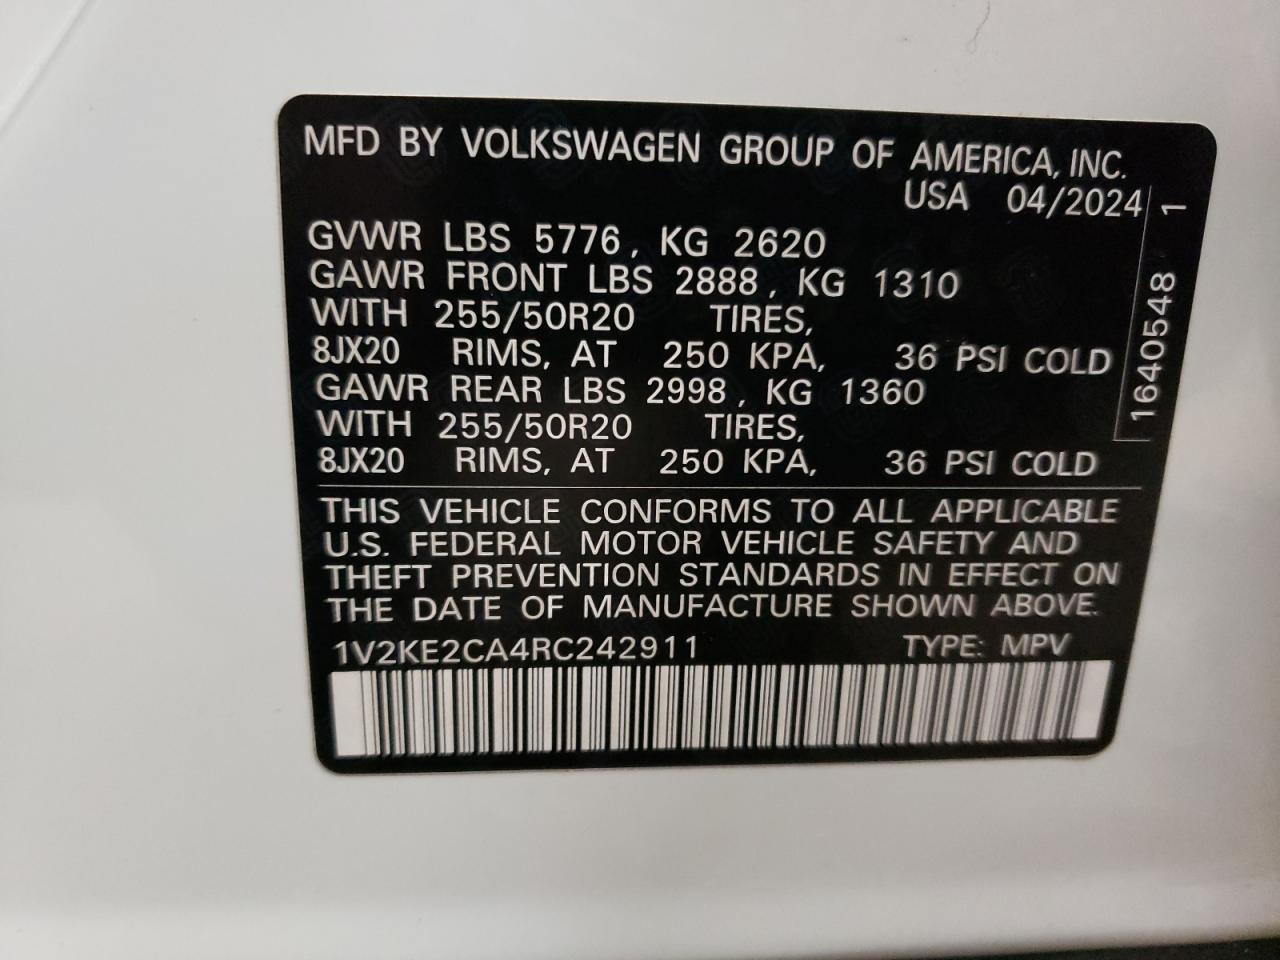 MFD BY VOLKSWAGEN GROUP OF AMERICA, INC.
USA 04/2024
GVWR LBS 5776, KG 2620
GAWR FRONT LBS 2888, KG 1310
WITH 255/50R20 TIRES,
8JX20 RIMS, AT 250 KPA, 36 PSI COLD
GAWR REAR LBS 2998, KG 1360
WITH 255/50R20 TIRES,
8JX20 RIMS, AT 250 KPA, 36 PSI COLD
1640548 1
THIS VEHICLE CONFORMS TO ALL APPLICABLE
U.S. FEDERAL MOTOR VEHICLE SAFETY AND
THEFT PREVENTION STANDARDS IN EFFECT ON
THE DATE OF MANUFACTURE SHOWN ABOVE.
1V2KE2CA4RC242911 TYPE: MPV